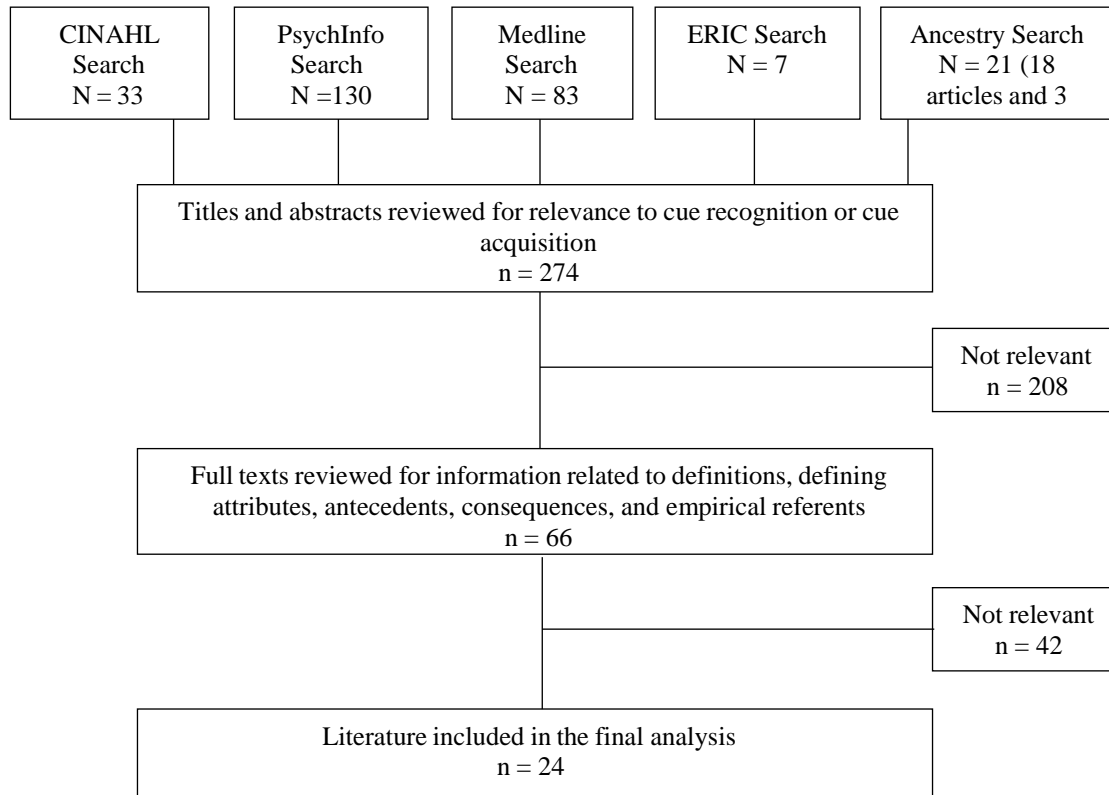 CINAHL
Search
N = 33
PsychInfo
Search
N =130
Medline
Search
N = 83
ERIC Search
N = 7
Ancestry Search
N = 21 (18
articles and 3
Titles and abstracts reviewed for relevance to cue recognition or cue
acquisition
n = 274
Not relevant
n = 208
Full texts reviewed for information related to definitions, defining
attributes, antecedents, consequences, and empirical referents
n = 66
Not relevant
n = 42
Literature included in the final analysis
n = 24